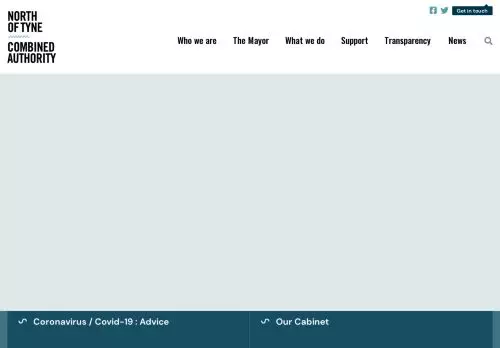 NORTH
OF TYNE
COMBINED
AUTHORITY
Get in touch
Who we are The Mayor What we do Support Transparency News
Coronavirus / Covid-19 : Advice
Our Cabinet